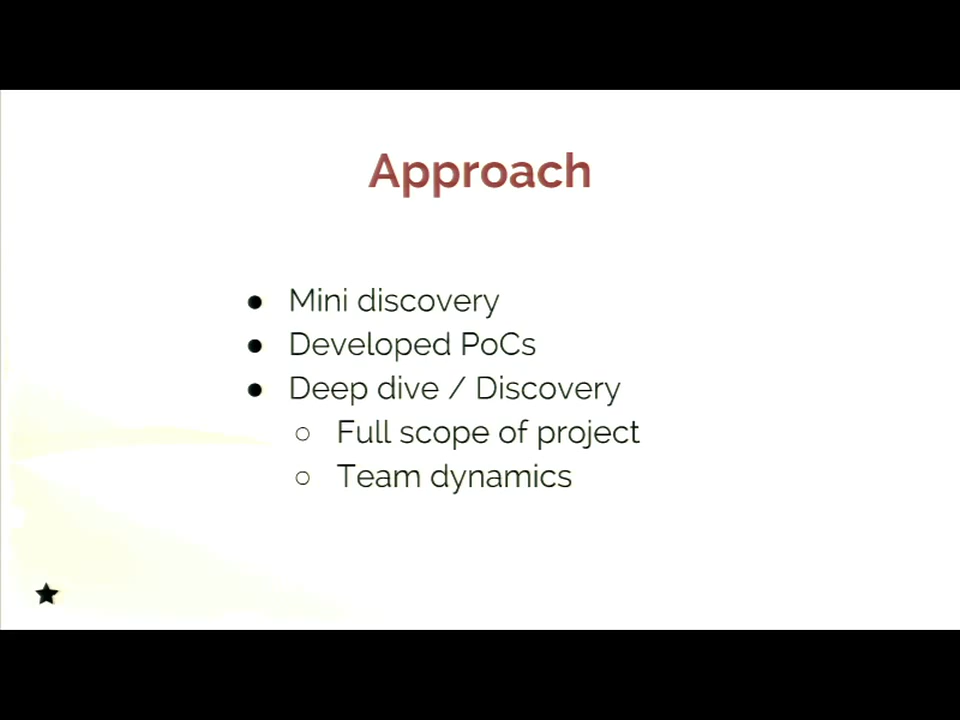 Approach
● Mini discovery
● Developed PoCs
● Deep dive / Discovery
○ Full scope of project
○ Team dynamics